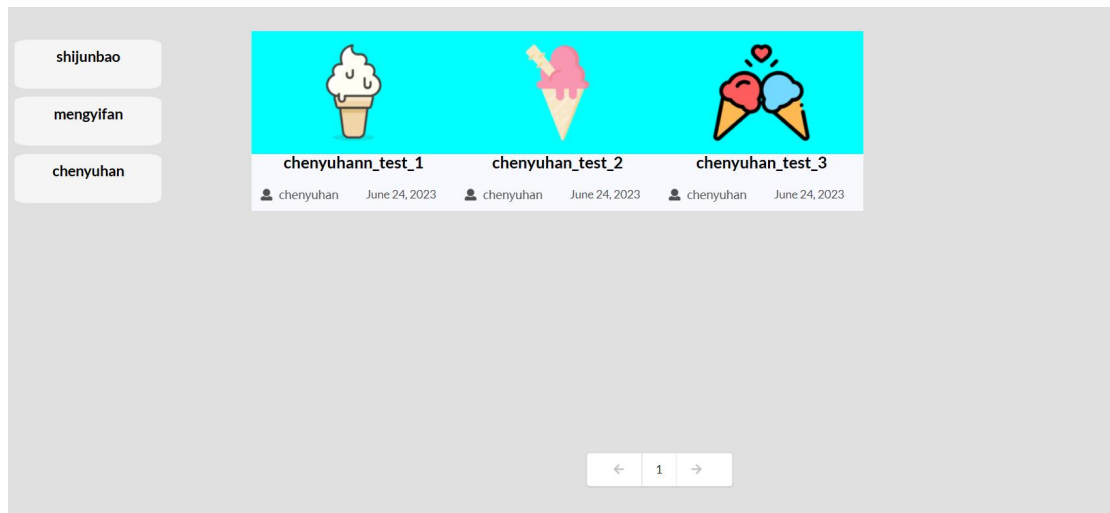 shijunbao
mengyifan
chenyuhan
chenyuhann_test_1
chenyuhan June 24, 2023
chenyuhan_test_2
chenyuhan June 24, 2023
chenyuhan_test_3
chenyuhan June 24, 2023
1